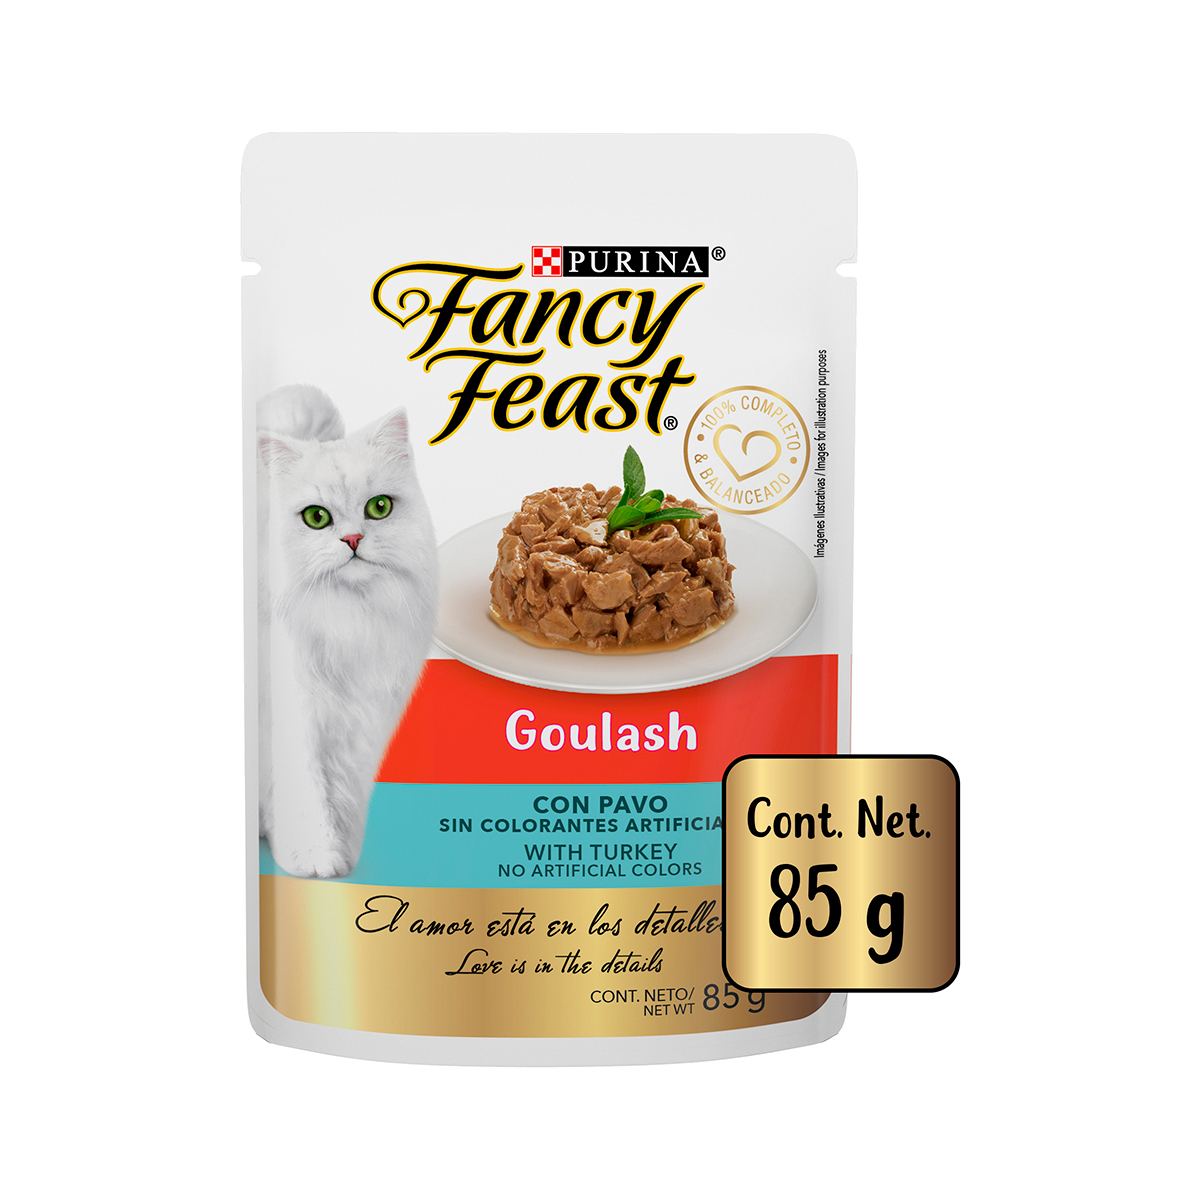 PURINA®
Fancy
Feast®
100% COMPLETO
& BALANCEADO
Imágenes Ilustrativas / Images for illustration purposes
Goulash
CON PAVO
SIN COLORANTES ARTIFICIA
WITH TURKEY
NO ARTIFICIAL COLORS
El amor está en los detalle
Love is in the details
CONT. NETO/
NET WT 85 g
Cont. Net.
85 g